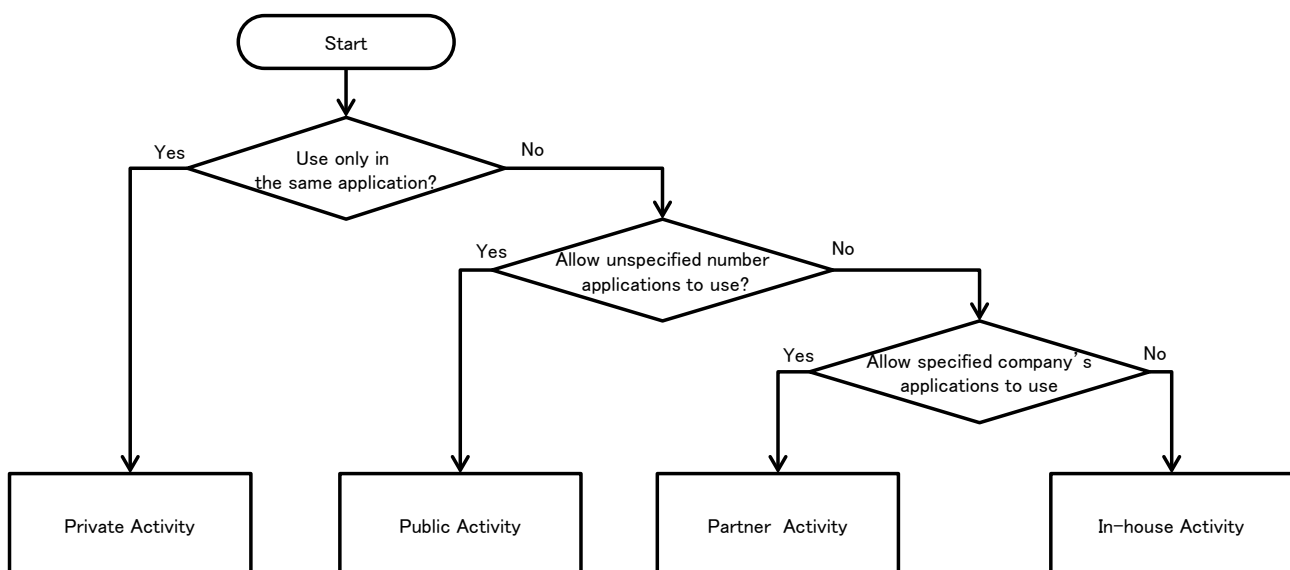 Start
Yes
No
Use only in
the same application?
Yes
No
Allow unspecified number
applications to use?
Yes
No
Allow specified company’s
applications to use
Private Activity
Public Activity
Partner Activity
In-house Activity